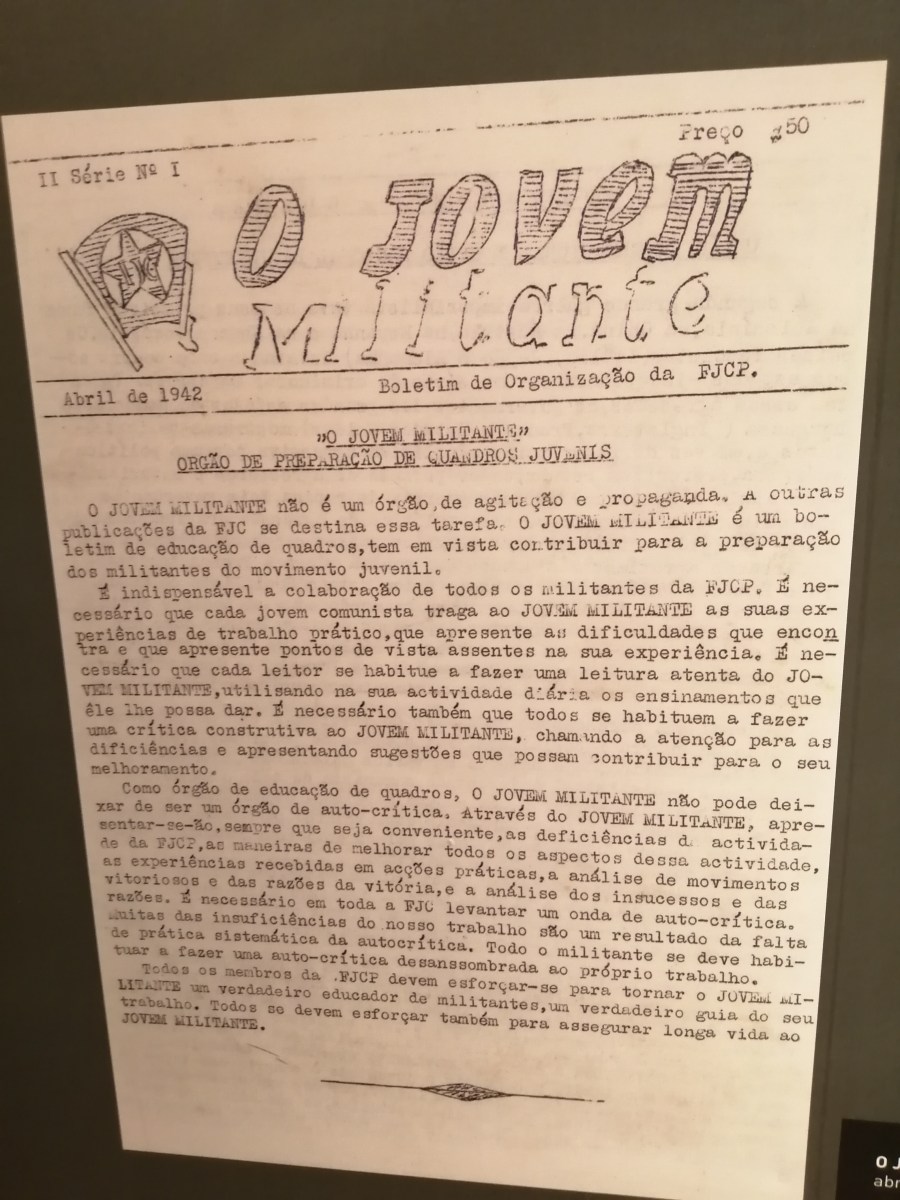 Preço $50
II Série Nº I
O JOVEM
Militante
Abril de 1942
Boletim de Organização da FJCP.
"O JOVEM MILITANTE"
ORGÃO DE PREPARAÇÃO DE QUANDROS JUVENIS
O JOVEM MILITANTE não é um órgão,de agitação e propaganda. A outras
publicações da FJC se destina essa tarefa. O JOVEM MILITANTE é um bo-
letim de educação de quadros,tem em vista contribuir para a preparação
dos militantes do movimento juvenil.
É indispensável a colaboração de todos os militantes da FJCP. É ne-
cessário que cada jovem comunista traga ao JOVEM MILITANTE as suas ex-
periências de trabalho prático,que apresente as dificuldades que encon
tra e que apresente pontos de vista assentes na sua experiência. É ne-
cessário que cada leitor se habitue a fazer uma leitura atenta do JO-
VEM MILITANTE,utilisando na sua actividade diária os ensinamentos que
êle lhe possa dar. É necessário também que todos se habituem a fazer
uma crítica construtiva ao JOVEM MILITANTE, chamando a atenção para as
dificiências e apresentando sugestões que possam contribuir para o seu
melhoramento.
Como órgão de educação de quadros, O JOVEM MILITANTE não pode dei-
xar de ser um órgão de auto-crítica. Através do JOVEM MILITANTE, apre-
sentar-se-ão,sempre que seja conveniente,as deficiências d activida-
de da FJCP,as maneiras de melhorar todos os aspectos dessa actividade,
as experiências recebidas em acções práticas,a análise de movimentos
vitoriosos e das razões da vitória,e a análise dos insucessos e das
razões. É necessário em toda a FJC levantar um onda de auto-crítica.
Muitas das insuficiências do nosso trabalho são um resultado da falta
de prática sistemática da autocrítica. Todo o militante se deve habi-
tuar a fazer uma auto-crítica desanssombrada ao próprio trabalho.
Todos os membros da .FJCP devem esforçar-se para tornar o JOVEM MI-
LITANTE um verdadeiro educador de militantes,um verdadeiro guia do seu
trabalho. Todos se devem esforçar também para assegurar longa vida ao
JOVEM MILITANTE.
O J
abr